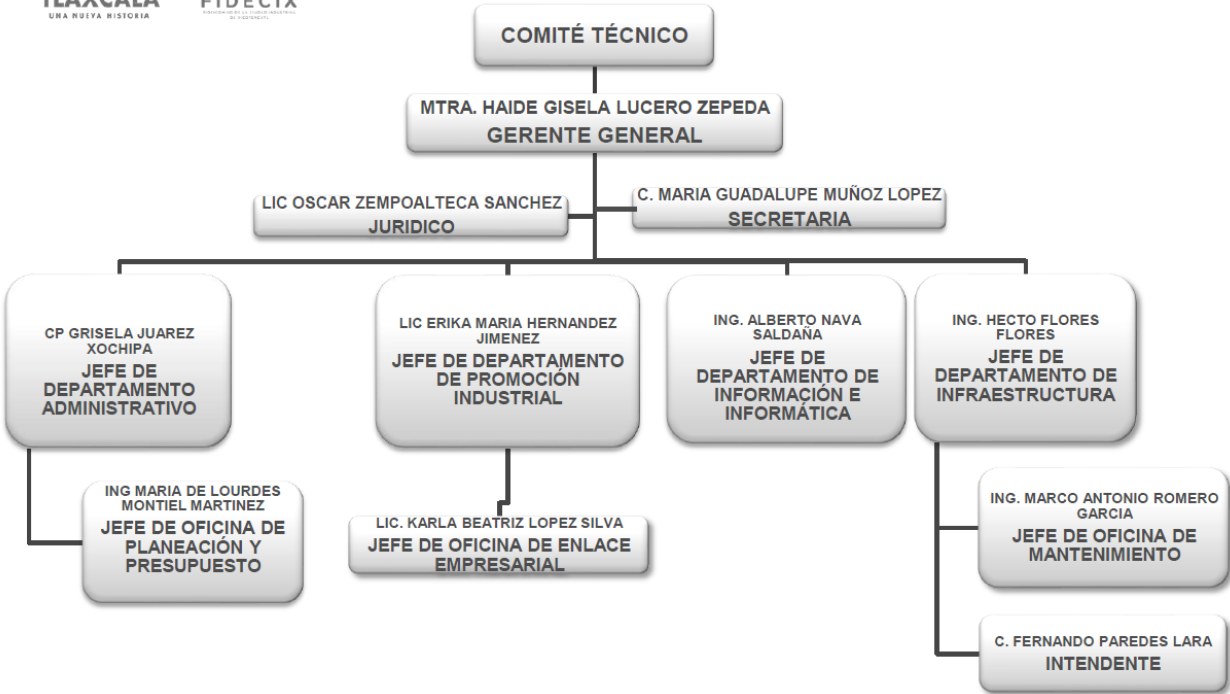 TLAXCALA
UNA NUEVA HISTORIA
FIDECIX
COMITÉ TÉCNICO
MTRA. HAIDE GISELA LUCERO ZEPEDA
GERENTE GENERAL
LIC OSCAR ZEMPOALTECA SANCHEZ
JURIDICO
C. MARIA GUADALUPE MUÑOZ LOPEZ
SECRETARIA
CP GRISELA JUAREZ
XOCHIPA
JEFE DE
DEPARTAMENTO
ADMINISTRATIVO
LIC ERIKA MARIA HERNANDEZ
JIMENEZ
JEFE DE DEPARTAMENTO
DE PROMOCIÓN
INDUSTRIAL
ING. ALBERTO NAVA
SALDAÑA
JEFE DE
DEPARTAMENTO DE
INFORMACIÓN E
INFORMÁTICA
ING. HECTO FLORES
FLORES
JEFE DE
DEPARTAMENTO DE
INFRAESTRUCTURA
ING MARIA DE LOURDES
MONTIEL MARTINEZ
JEFE DE OFICINA DE
PLANEACIÓN Y
PRESUPUESTO
LIC. KARLA BEATRIZ LOPEZ SILVA
JEFE DE OFICINA DE ENLACE
EMPRESARIAL
ING. MARCO ANTONIO ROMERO
GARCIA
JEFE DE OFICINA DE
MANTENIMIENTO
C. FERNANDO PAREDES LARA
INTENDENTE